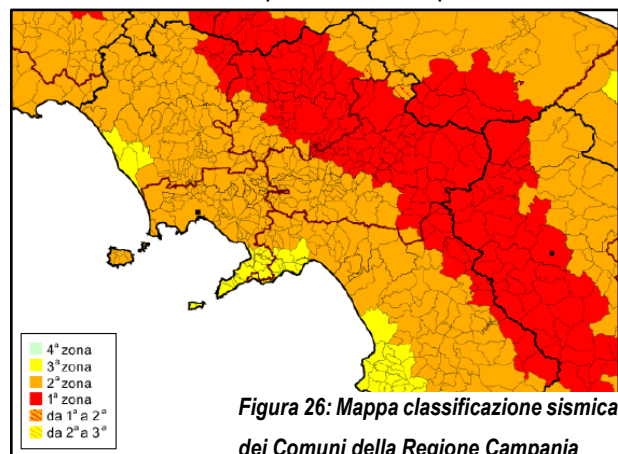 4ª zona
3ª zona
2ª zona
1ª zona
da 1ª a 2ª
da 2ª a 3ª
Figura 26: Mappa classificazione sismica
dei Comuni della Regione Campania